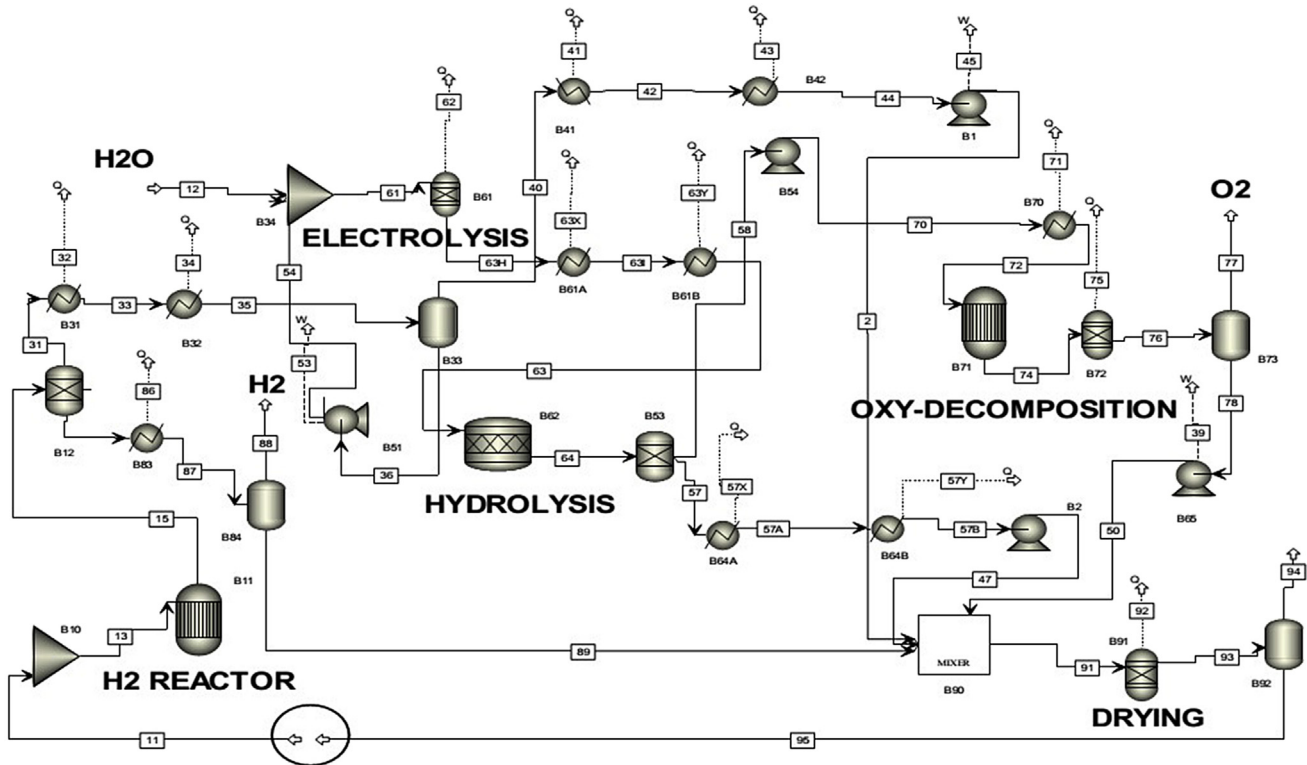 Q
41
Q
43
W
45
B41
42
B42
44
B1
Q
62
H2O
12
B34
61
B61
ELECTROLYSIS
40
Q
63X
Q
63Y
B54
Q
71
B70
Q
O2
58
70
63H
B61A
63I
B61B
72
75
77
Q
32
Q
34
54
B31
33
B32
35
W
53
B33
2
B71
74
B72
76
B73
31
Q
86
H2
63
OXY-DECOMPOSITION
78
W
39
B12
B83
87
88
B51
36
B62
64
B53
HYDROLYSIS
57
Q
57X
57Y
Q
B65
15
B84
B64A
57A
B64B
57B
B2
50
B11
47
Q
92
94
B10
13
H2 REACTOR
89
MIXER
B90
91
B91
93
B92
DRYING
11
95